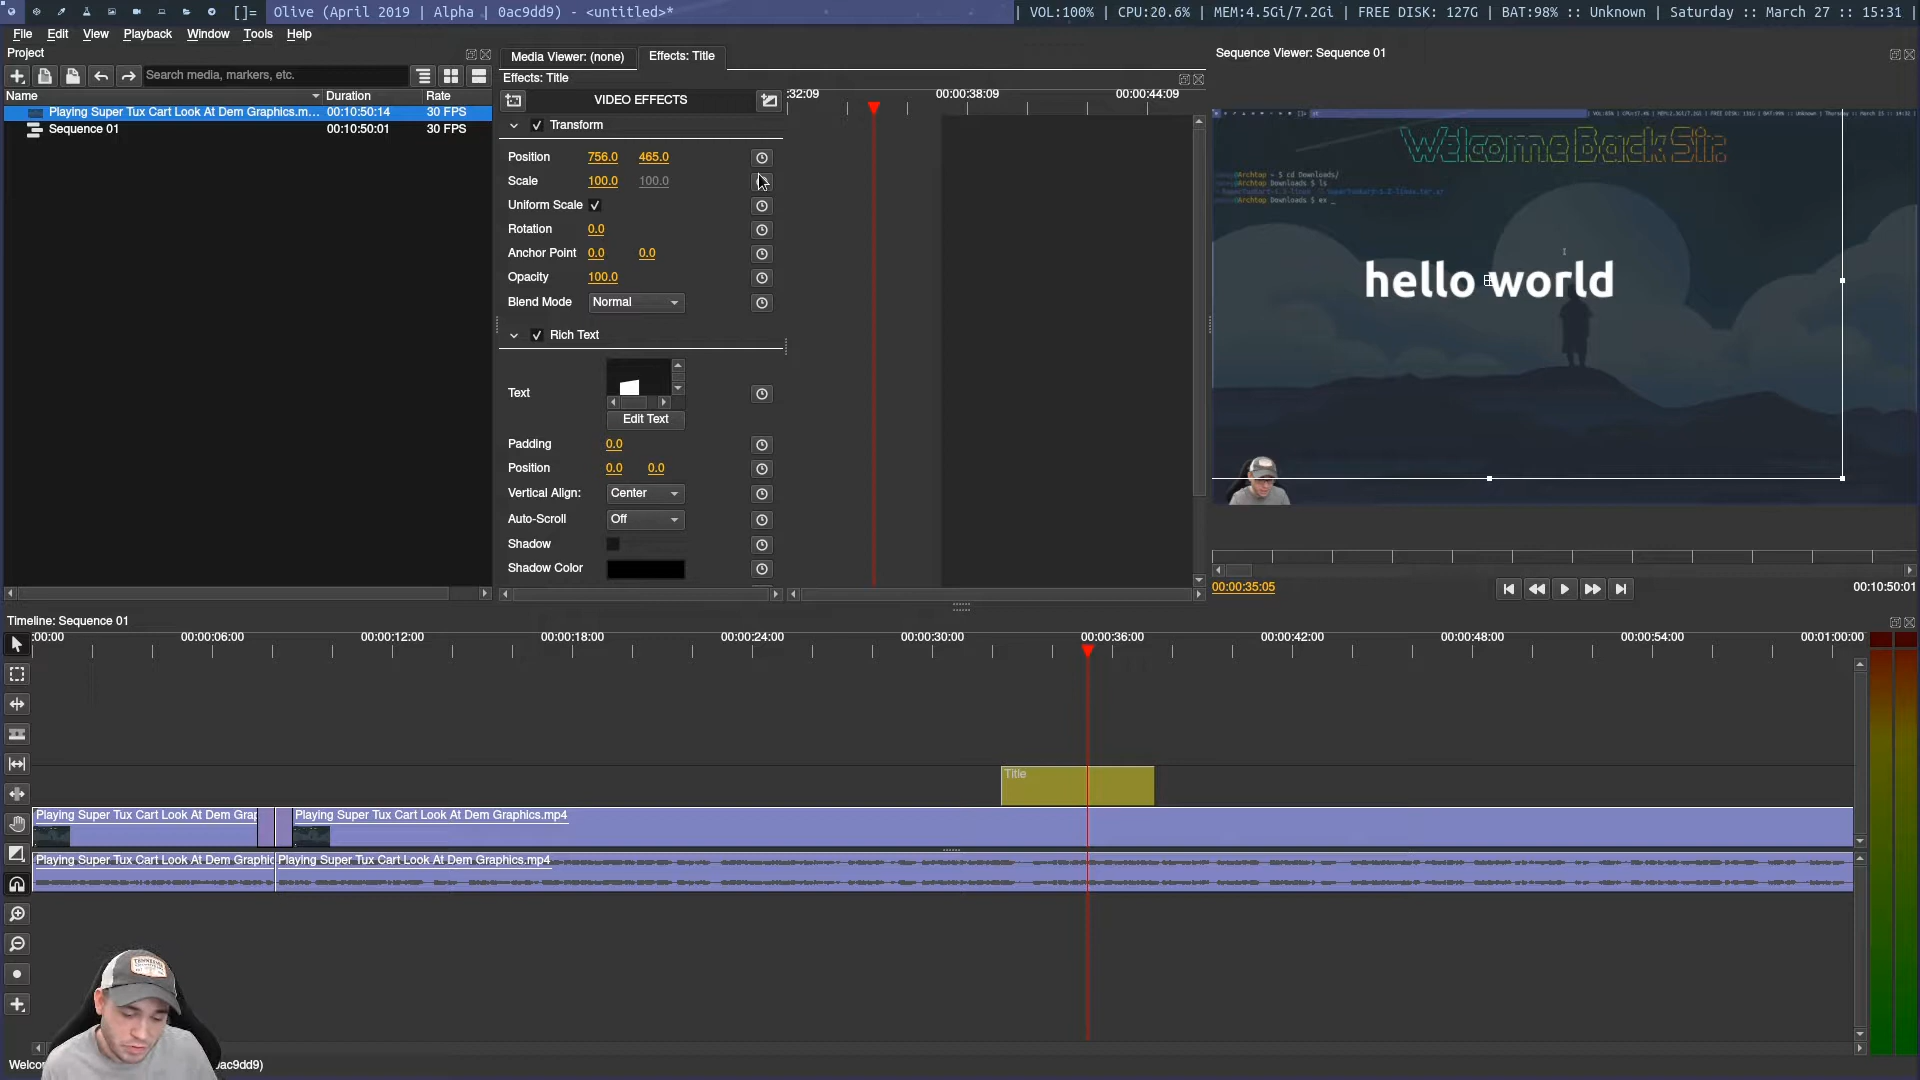 []= Olive (April 2019 | Alpha | 0ac9dd9) - <untitled>* | VOL:100% | CPU:20.6% | MEM:4.5Gi/7.2Gi | FREE DISK: 127G | BAT:98% :: Unknown | Saturday :: March 27 :: 15:31 |
File Edit View Playback Window Tools Help
Project
Search media, markers, etc.
Name Duration Rate
Playing Super Tux Cart Look At Dem Graphics.m... 00:10:50:14 30 FPS
Sequence 01 00:10:50:01 30 FPS
Media Viewer: (none) Effects: Title
Effects: Title
VIDEO EFFECTS
:32:09 00:00:38:09 00:00:44:09
Transform
Position 756.0 465.0
Scale 100.0 100.0
Uniform Scale
Rotation 0.0
Anchor Point 0.0 0.0
Opacity 100.0
Blend Mode Normal
Rich Text
Text
Edit Text
Padding 0.0
Position 0.0 0.0
Vertical Align: Center
Auto-Scroll Off
Shadow
Shadow Color
Sequence Viewer: Sequence 01
WelcomeBackSir
~ $ cd Downloads/
Downloads $ ls
Downloads $ ex _
hello world
00:00:35:05 00:10:50:01
Timeline: Sequence 01
:00:00 00:00:06:00 00:00:12:00 00:00:18:00 00:00:24:00 00:00:30:00 00:00:36:00 00:00:42:00 00:00:48:00 00:00:54:00 00:01:00:00
Title
Playing Super Tux Cart Look At Dem Grap Playing Super Tux Cart Look At Dem Graphics.mp4
Playing Super Tux Cart Look At Dem Graphic Playing Super Tux Cart Look At Dem Graphics.mp4
Welcom ac9dd9)